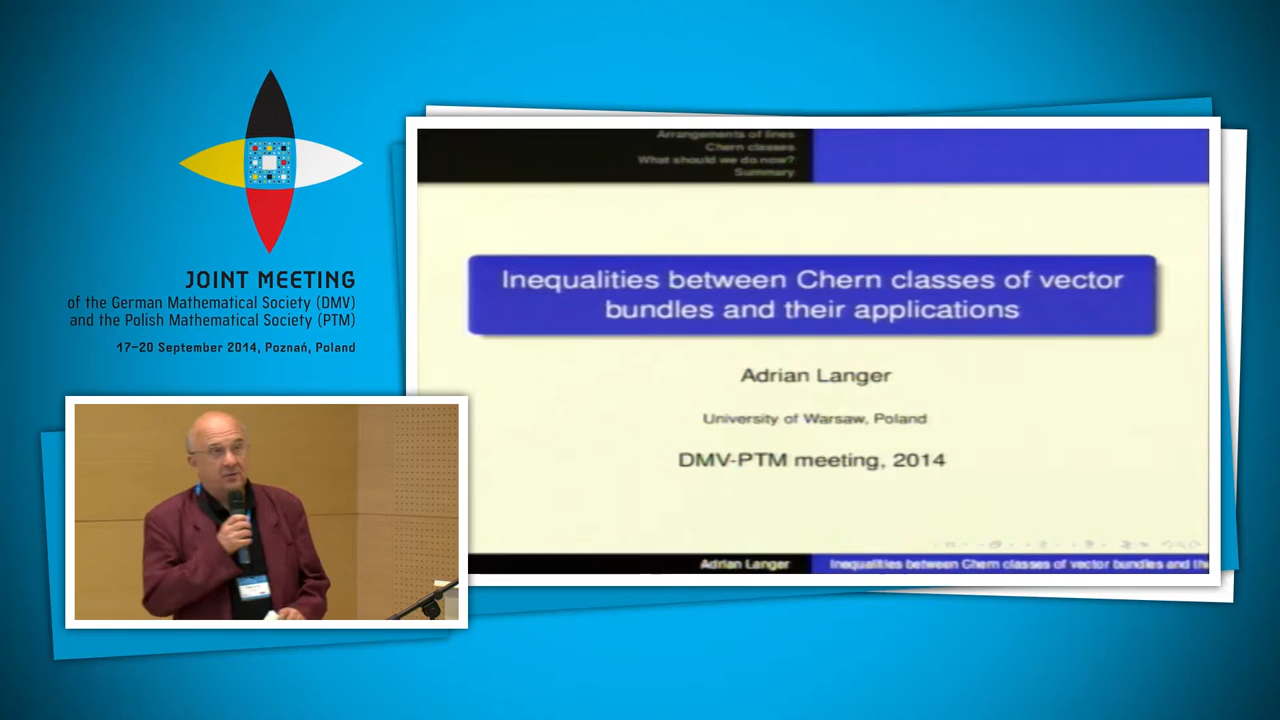 JOINT MEETING
of the German Mathematical Society (DMV)
and the Polish Mathematical Society (PTM)
17–20 September 2014, Poznań, Poland
Arrangements of lines
Chern classes
What should we do now?
Summary
Inequalities between Chern classes of vector
bundles and their applications
Adrian Langer
University of Warsaw, Poland
DMV-PTM meeting, 2014
Adrian Langer
Inequalities between Chern classes of vector bundles and th